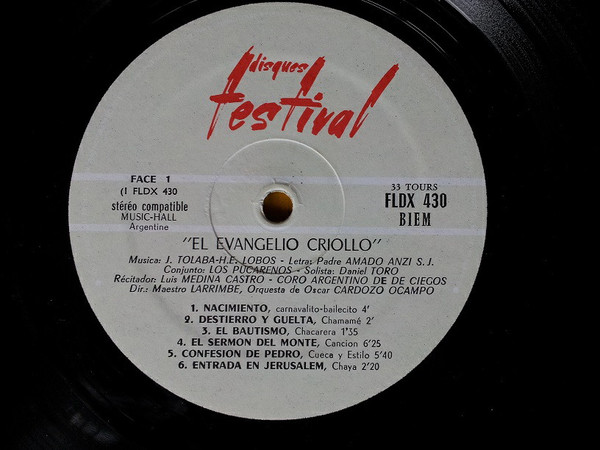 disques
festival
FACE 1
(1 FLDX 430
stéréo compatible
MUSIC-HALL
Argentine
33 TOURS
FLDX 430
BIEM
"EL EVANGELIO CRIOLLO"
Musica: J. TOLABA-H.E. LOBOS - Letra: Padre AMADO ANZI S.J.
Conjunto: LOS PUCARENOS - Solista: Daniel TORO
Récitador: Luis MEDINA CASTRO - CORO ARGENTINO DE DE CIEGOS
Dir.: Maestro LARRIMBE, Orquesta de Oscar CARDOZO OCAMPO
1. NACIMIENTO, carnavalito-bailecito 4'
2. DESTIERRO Y GUELTA, Chamamé 2'
3. EL BAUTISMO, Chacarera 1'35
4. EL SERMON DEL MONTE, Cancion 6'25
5. CONFESION DE PEDRO, Cueca y Estilo 5'40
6. ENTRADA EN JERUSALEM, Chaya 2'20